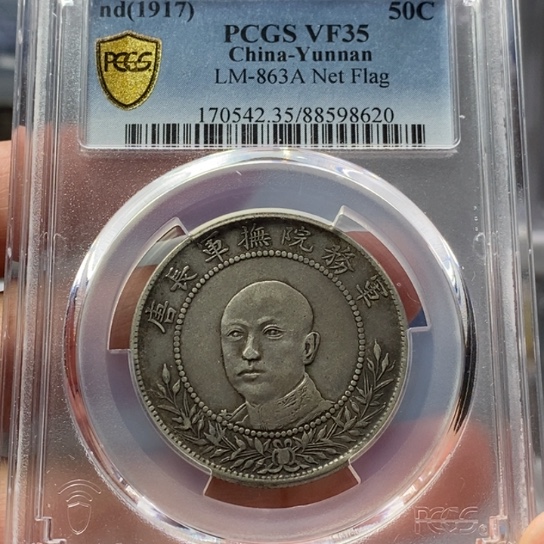 nd(1917) 50C
PCGS
PCGS VF35
China-Yunnan
LM-863A Net Flag
170542.35/88598620
軍務院撫軍長唐
PCGS